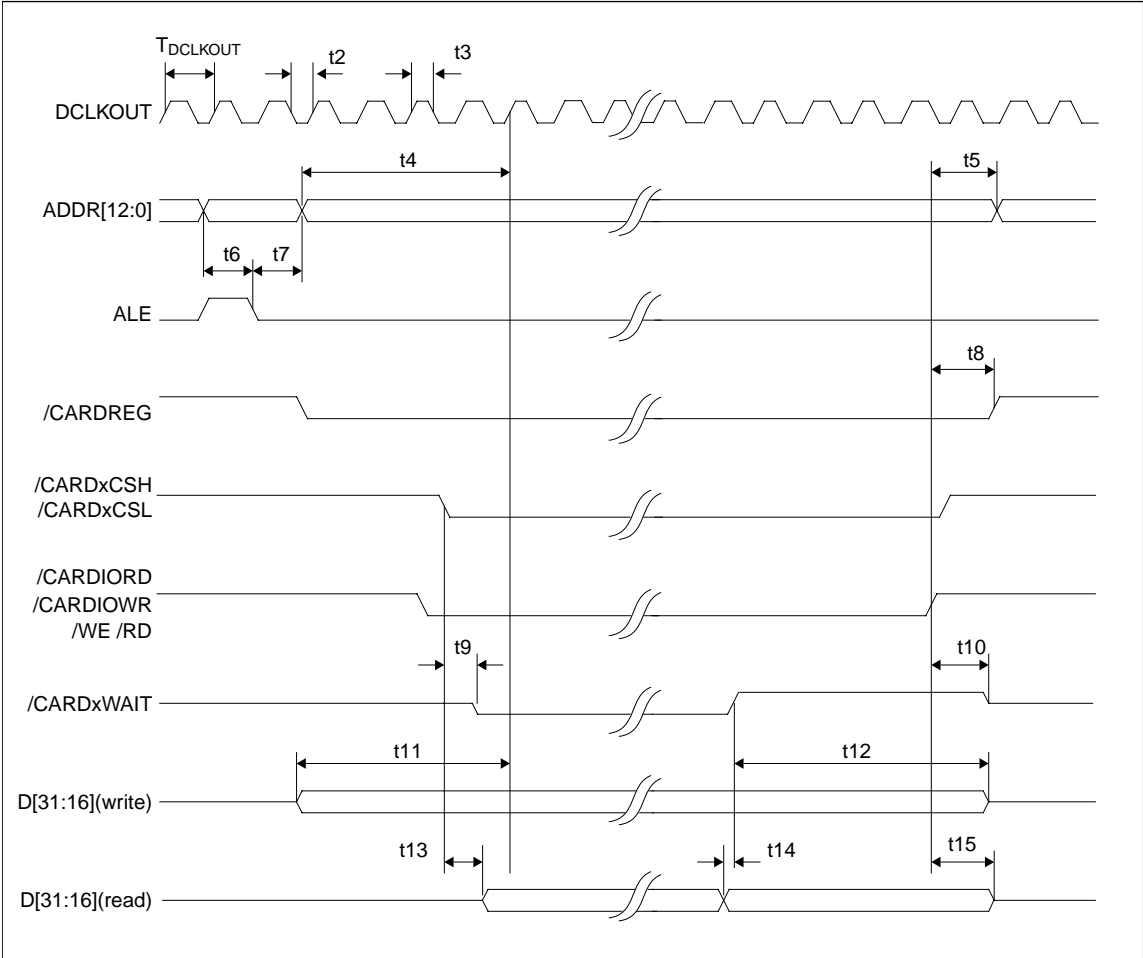 TDCLKOUT
t2
t3
DCLKOUT
t4
t5
ADDR[12:0]
t6
t7
ALE
t8
/CARDREG
/CARDxCSH
/CARDxCSL
/CARDIORD
/CARDIOWR
/WE /RD
t9
t10
/CARDxWAIT
t11
t12
D[31:16](write)
t13
t14
t15
D[31:16](read)